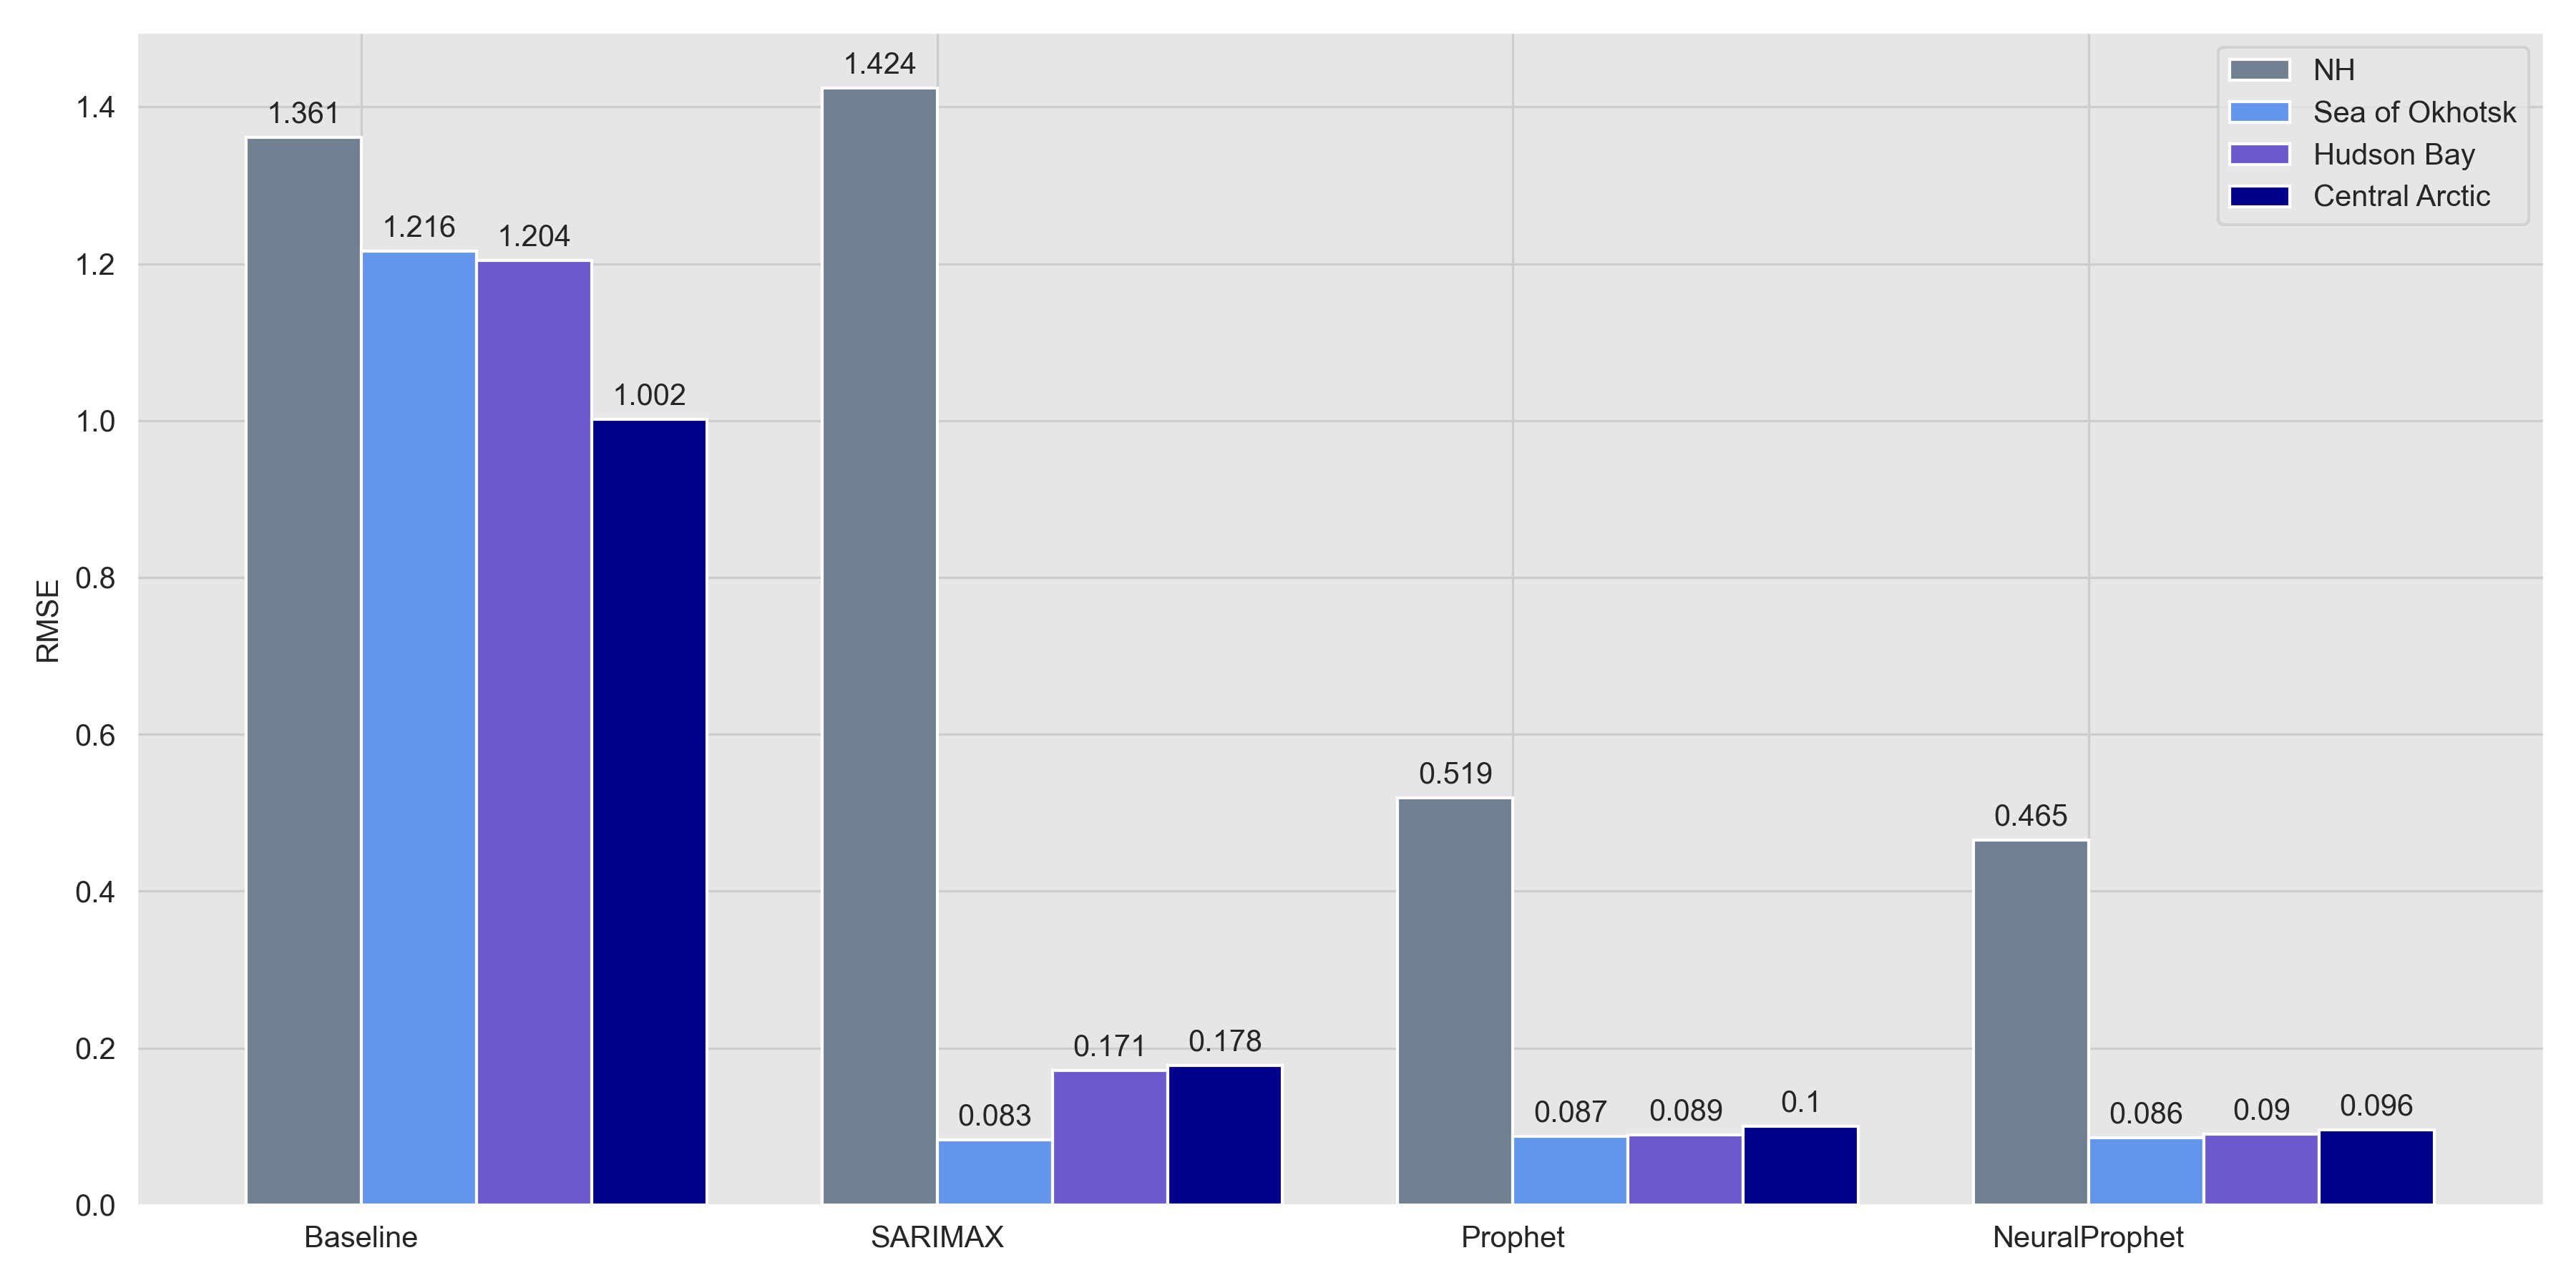 NH
Sea of Okhotsk
Hudson Bay
Central Arctic
RMSE
1.4
1.2
1.0
0.8
0.6
0.4
0.2
0.0
1.361
1.216
1.204
1.002
1.424
0.083
0.171
0.178
0.519
0.087
0.089
0.1
0.465
0.086
0.09
0.096
Baseline
SARIMAX
Prophet
NeuralProphet